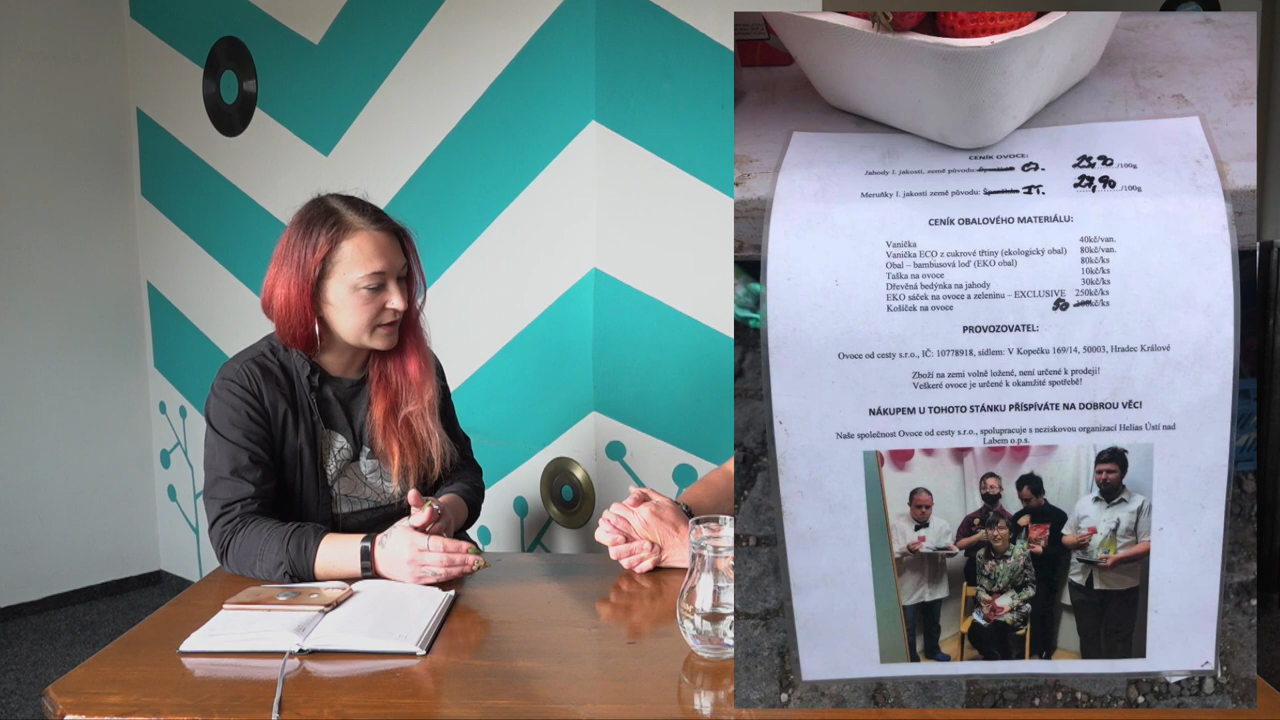 CENÍK OVOCE:
Jahody I. jakosti, země původu: CZ. 23,90 /100g
Meruňky I. jakosti země původu: Španělsko IT. 27,90 /100g
CENÍK OBALOVÉHO MATERIÁLU:
Vanička 40kč/van.
Vanička ECO z cukrové třtiny (ekologický obal) 80kč/van.
Obal – bambusová loď (EKO obal) 80kč/ks
Taška na ovoce 10kč/ks
Dřevěná bedýnka na jahody 30kč/ks
EKO sáček na ovoce a zeleninu – EXCLUSIVE 250kč/ks
Košíček na ovoce 50 100kč/ks
PROVOZOVATEL:
Ovoce od cesty s.r.o., IČ: 10778918, sídlem: V Kopečku 169/14, 50003, Hradec Králové
Zboží na zemi volně ložené, není určené k prodeji!
Veškeré ovoce je určené k okamžité spotřebě!
NÁKUPEM U TOHOTO STÁNKU PŘÍSPÍVÁTE NA DOBROU VĚC!
Naše společnost Ovoce od cesty s.r.o., spolupracuje s neziskovou organizací Helias Ústí nad
Labem o.p.s.